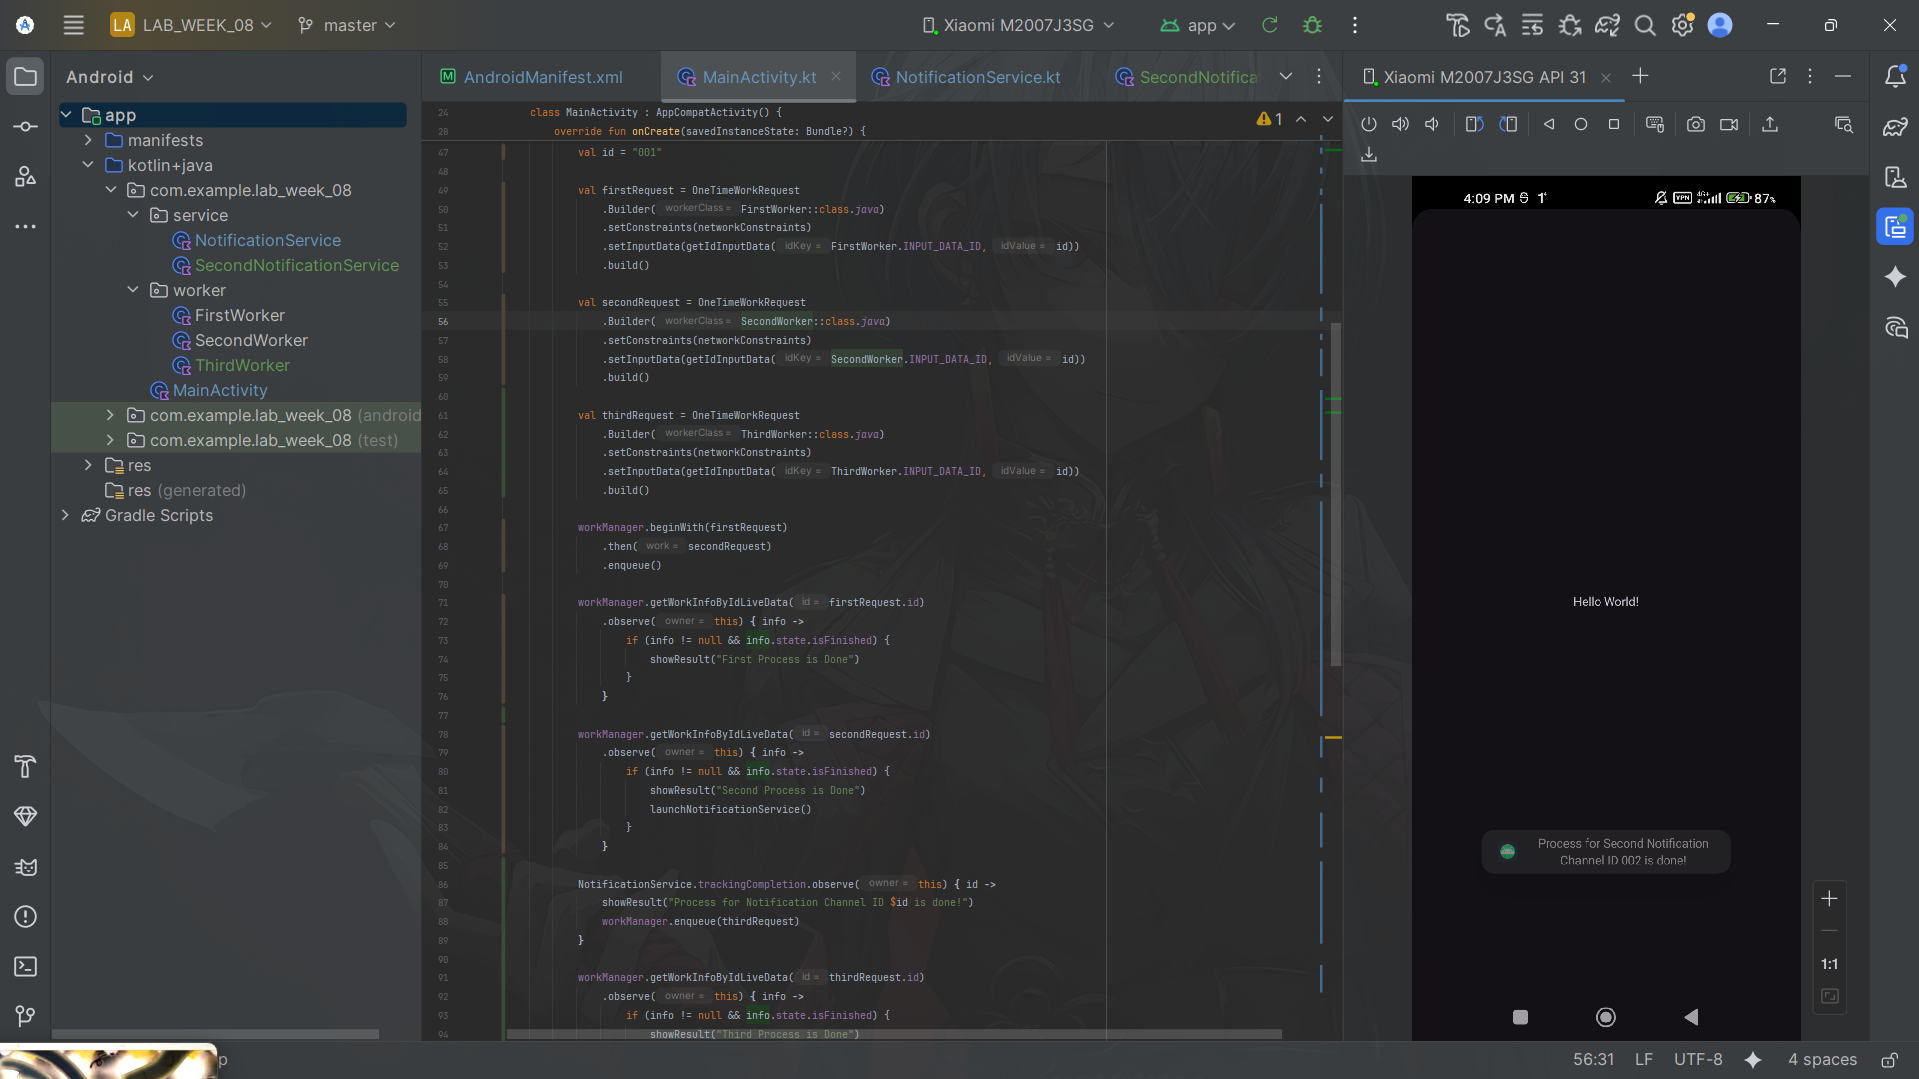 LA LAB_WEEK_08 master Xiaomi M2007J3SG app
Android
AndroidManifest.xml MainActivity.kt NotificationService.kt SecondNotifica
Xiaomi M2007J3SG API 31
app
manifests
kotlin+java
com.example.lab_week_08
service
NotificationService
SecondNotificationService
worker
FirstWorker
SecondWorker
ThirdWorker
MainActivity
com.example.lab_week_08 (android
com.example.lab_week_08 (test)
res
res (generated)
Gradle Scripts
24 class MainActivity : AppCompatActivity() {
28 override fun onCreate(savedInstanceState: Bundle?) {
1
47 val id = "001"
48
49 val firstRequest = OneTimeWorkRequest
50 .Builder( workerClass = FirstWorker::class.java)
51 .setConstraints(networkConstraints)
52 .setInputData(getIdInputData( idKey = FirstWorker.INPUT_DATA_ID, idValue = id))
53 .build()
54
55 val secondRequest = OneTimeWorkRequest
56 .Builder( workerClass = SecondWorker::class.java)
57 .setConstraints(networkConstraints)
58 .setInputData(getIdInputData( idKey = SecondWorker.INPUT_DATA_ID, idValue = id))
59 .build()
60
61 val thirdRequest = OneTimeWorkRequest
62 .Builder( workerClass = ThirdWorker::class.java)
63 .setConstraints(networkConstraints)
64 .setInputData(getIdInputData( idKey = ThirdWorker.INPUT_DATA_ID, idValue = id))
65 .build()
66
67 workManager.beginWith(firstRequest)
68 .then( work = secondRequest)
69 .enqueue()
70
71 workManager.getWorkInfoByIdLiveData( id = firstRequest.id)
72 .observe( owner = this) { info ->
73 if (info != null && info.state.isFinished) {
74 showResult("First Process is Done")
75 }
76 }
77
78 workManager.getWorkInfoByIdLiveData( id = secondRequest.id)
79 .observe( owner = this) { info ->
80 if (info != null && info.state.isFinished) {
81 showResult("Second Process is Done")
82 launchNotificationService()
83 }
84 }
85
86 NotificationService.trackingCompletion.observe( owner = this) { id ->
87 showResult("Process for Notification Channel ID $id is done!")
88 workManager.enqueue(thirdRequest)
89 }
90
91 workManager.getWorkInfoByIdLiveData( id = thirdRequest.id)
92 .observe( owner = this) { info ->
93 if (info != null && info.state.isFinished) {
94 showResult("Third Process is Done")
4:09 PM VPN 4G+ 87%
Hello World!
Process for Second Notification
Channel ID 002 is done!
1:1
p
56:31 LF UTF-8 4 spaces